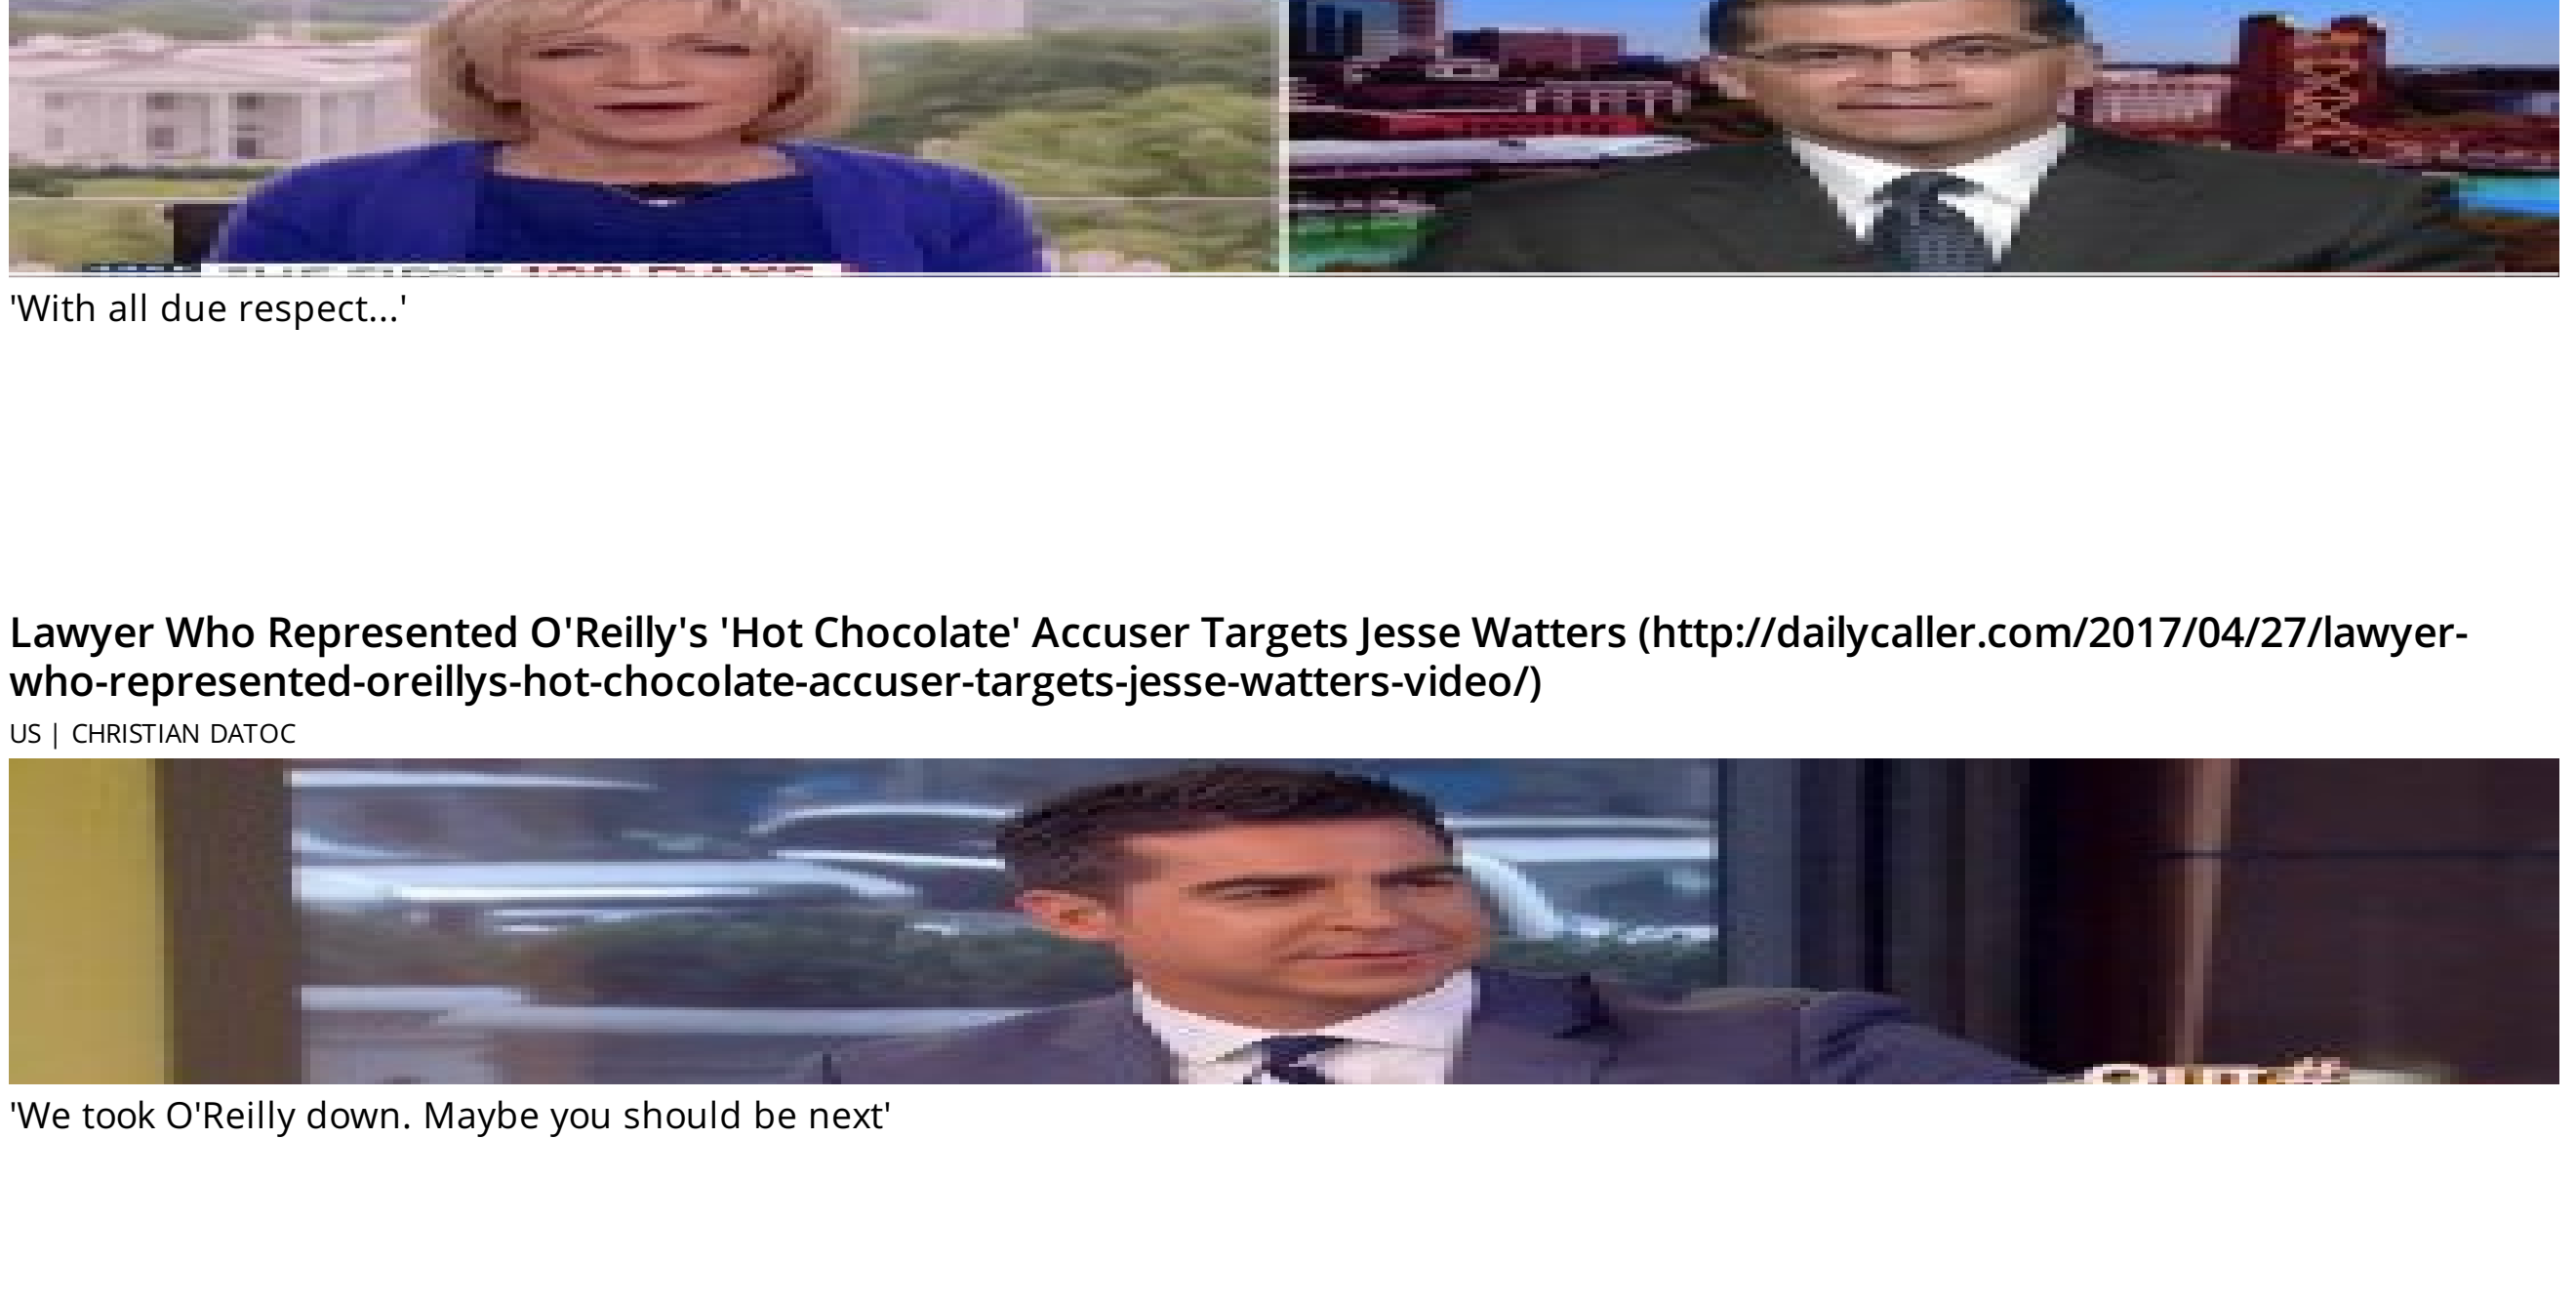 'With all due respect...'
Lawyer Who Represented O'Reilly's 'Hot Chocolate' Accuser Targets Jesse Watters (http://dailycaller.com/2017/04/27/lawyer-
who-represented-oreillys-hot-chocolate-accuser-targets-jesse-watters-video/)
US | CHRISTIAN DATOC
'We took O'Reilly down. Maybe you should be next'